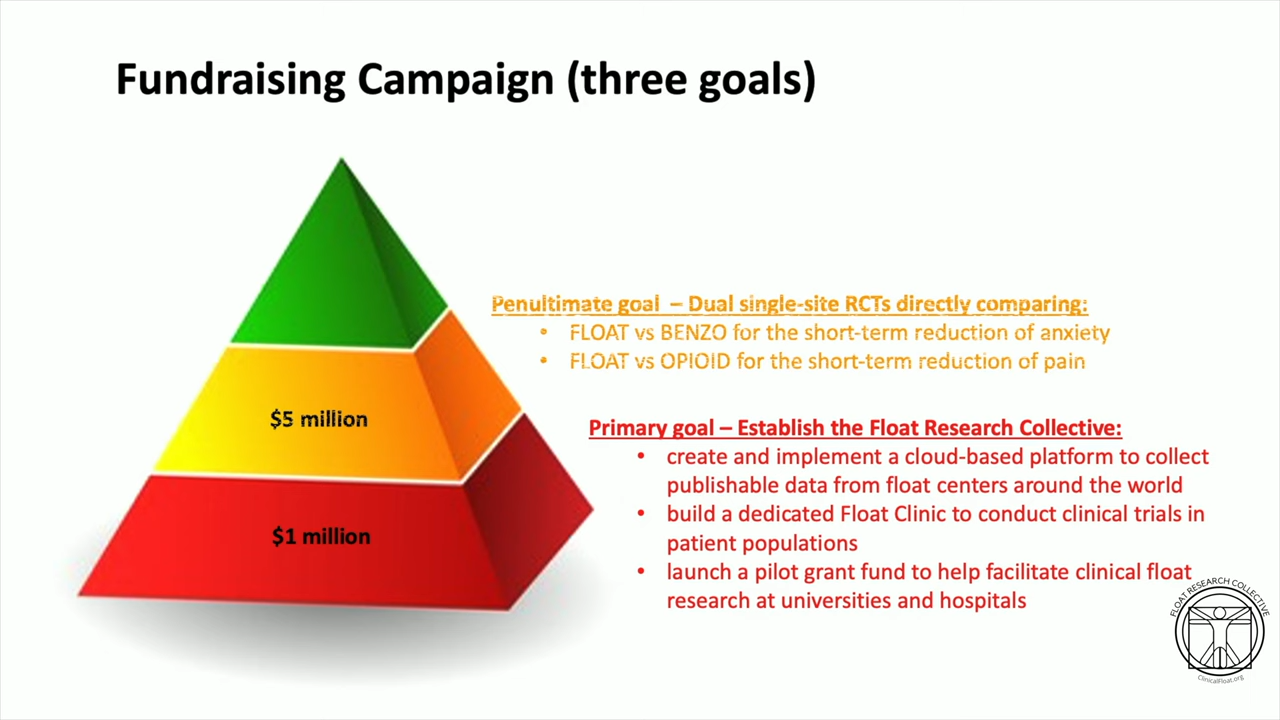 Fundraising Campaign (three goals)
Penultimate goal – Dual single-site RCTs directly comparing:
• FLOAT vs BENZO for the short-term reduction of anxiety
• FLOAT vs OPIOID for the short-term reduction of pain
$5 million
Primary goal – Establish the Float Research Collective:
• create and implement a cloud-based platform to collect
publishable data from float centers around the world
• build a dedicated Float Clinic to conduct clinical trials in
patient populations
• launch a pilot grant fund to help facilitate clinical float
research at universities and hospitals
$1 million
FLOAT RESEARCH COLLECTIVE
ClinicalFloat.org